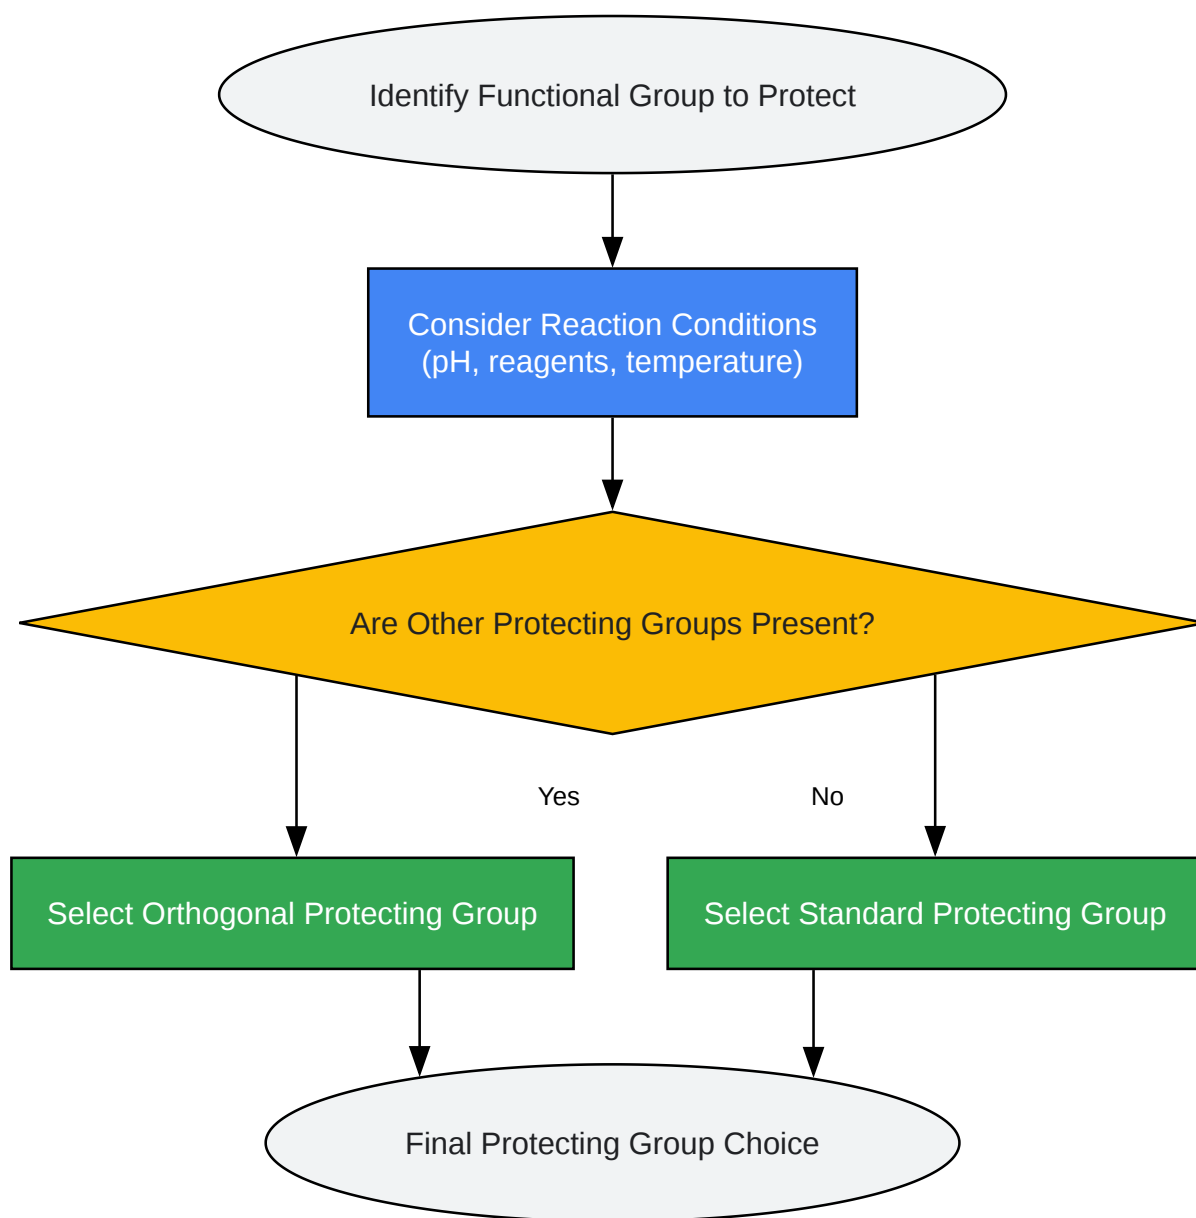 Identify Functional Group to Protect
Consider Reaction Conditions
(pH, reagents, temperature)
Are Other Protecting Groups Present?
Yes
No
Select Orthogonal Protecting Group
Select Standard Protecting Group
Final Protecting Group Choice